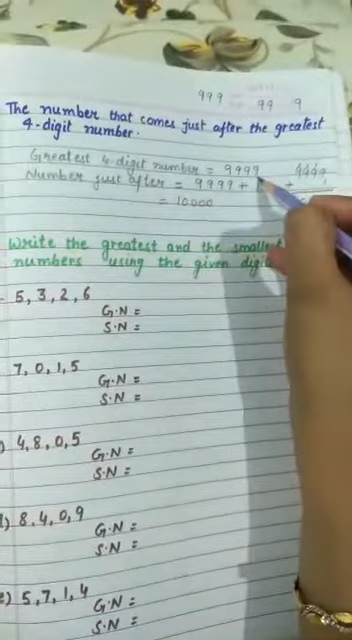 999 99 9
The number that comes just after the greatest
4-digit number.
Greatest 4-digit number = 9999
Number just after = 9999 +
= 10000
9999
+
Write the greatest and the smallest
numbers using the given
5, 3, 2, 6
G.N =
S.N =
7, 0, 1, 5
G.N =
S.N =
) 4, 8, 0, 5
G.N =
S.N =
d) 8, 4, 0, 9
G.N =
S.N =
e) 5, 7, 1, 4
G.N =
S.N =